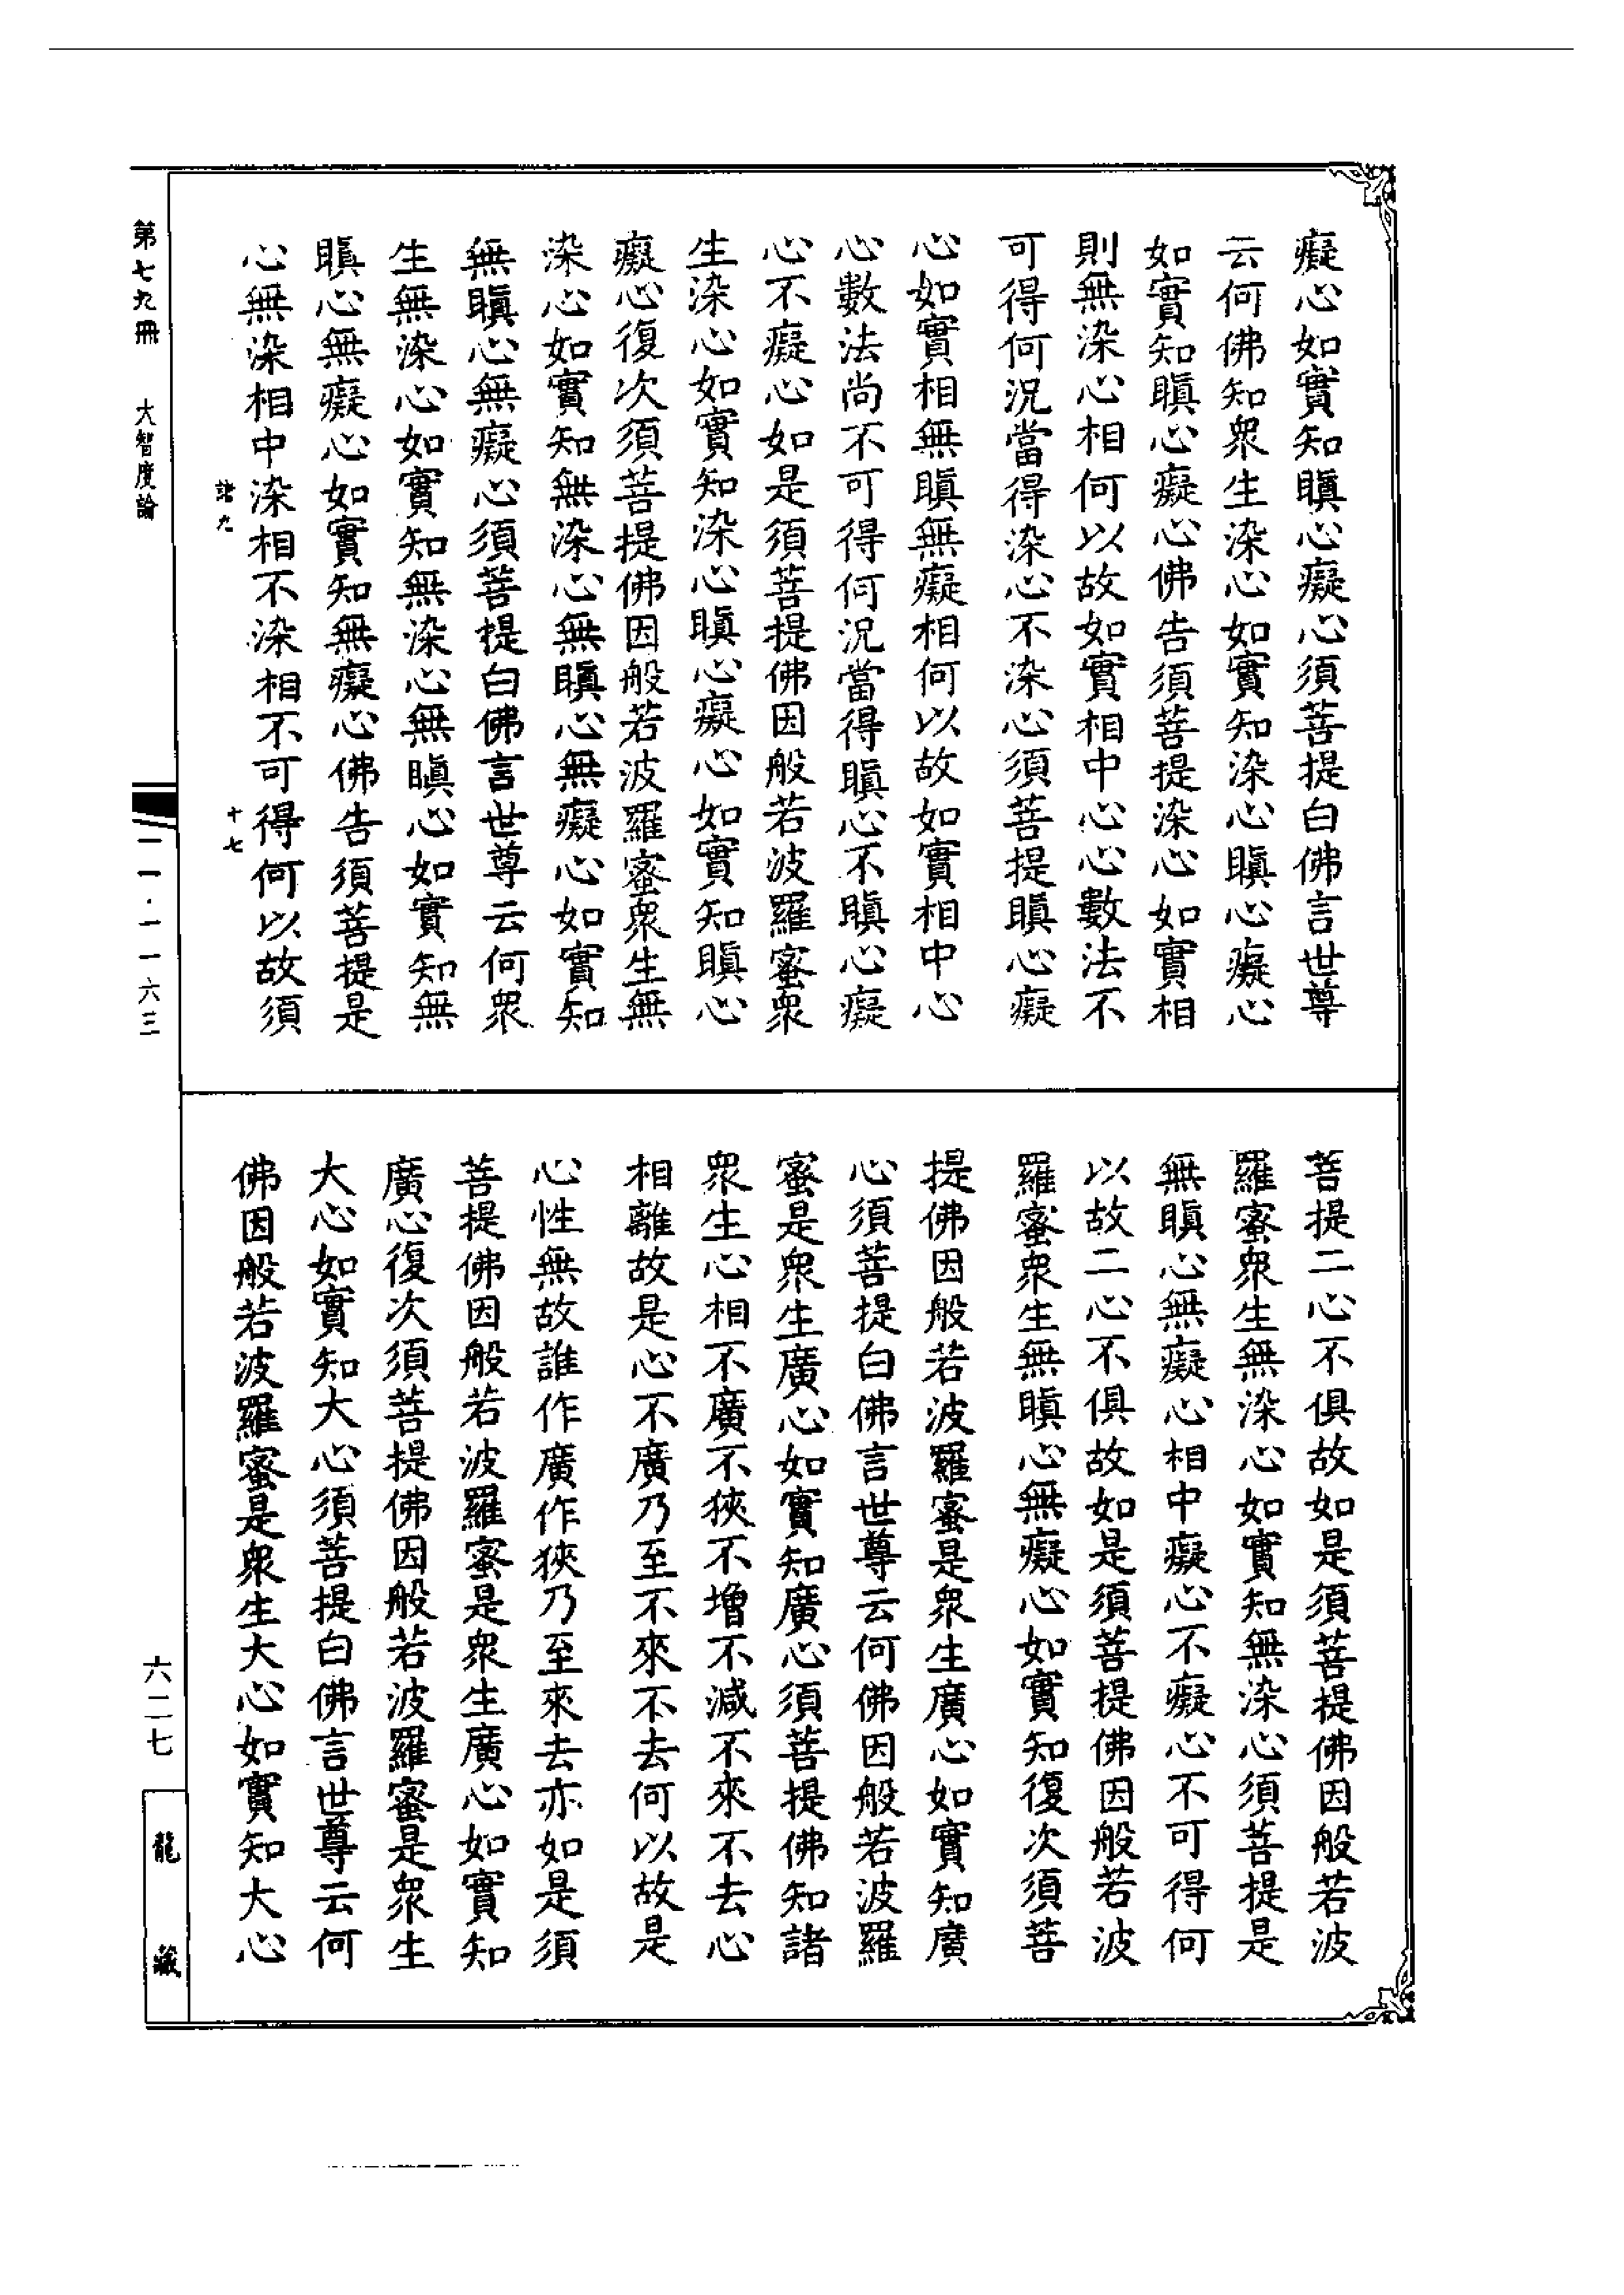 癡心如實知瞋心癡心須菩提白佛言世尊
云何佛知眾生染心如實知染心瞋心癡心
如實知瞋心癡心佛告須菩提染心如實相
則無染心相何以故如實相中心心數法不
可得何況當得染心不染心須菩提瞋心癡
心如實相無瞋無癡相何以故如實相中心
心數法尚不可得何況當得瞋心不瞋心癡
心不癡心如是須菩提佛因般若波羅蜜眾
生染心如實知染心瞋心癡心如實知瞋心
癡心復次須菩提佛因般若波羅蜜眾生無
染心如實知無染心無瞋心無癡心如實知
無瞋心無癡心須菩提白佛言世尊云何眾
生無染心如實知無染心無瞋心如實知無
瞋心無癡心如實知無癡心佛告須菩提是
心無染相中染相不染相不可得何以故須
諸九
十七
菩提二心不俱故如是須菩提佛因般若波
羅蜜眾生無染心如實知無染心須菩提是
無瞋心無癡心相中癡心不癡心不可得何
以故二心不俱故如是須菩提佛因般若波
羅蜜眾生無瞋心無癡心如實知復次須菩
提佛因般若波羅蜜是眾生廣心如實知廣
心須菩提白佛言世尊云何佛因般若波羅
蜜是眾生廣心如實知廣心須菩提佛知諸
眾生心相不廣不狹不增不減不來不去心
相離故是心不廣乃至不來不去何以故是
心性無故誰作廣作狹乃至來去亦如是須
菩提佛因般若波羅蜜是眾生廣心如實知
廣心復次須菩提佛因般若波羅蜜是眾生
大心如實知大心須菩提白佛言世尊云何
佛因般若波羅蜜是眾生大心如實知大心
第七九冊 大智度論
一一·一一六三
六二七
龍藏